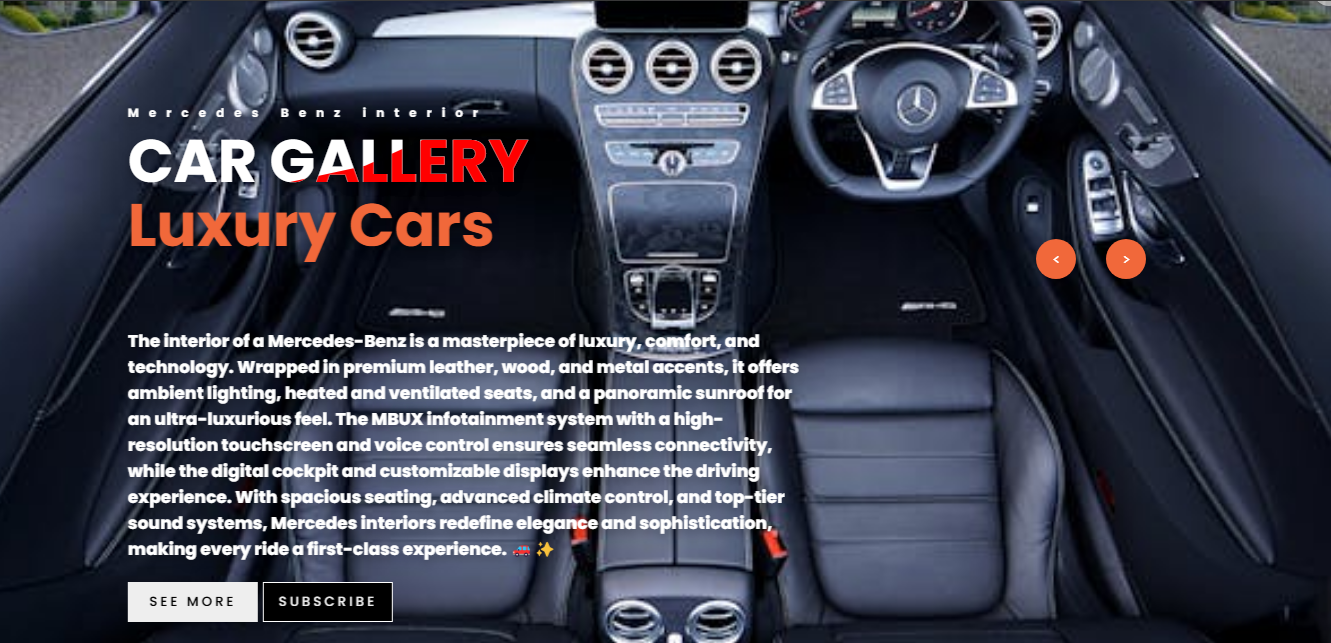 Mercedes Benz interior
CAR GALLERY
Luxury Cars
< >
The interior of a Mercedes-Benz is a masterpiece of luxury, comfort, and
technology. Wrapped in premium leather, wood, and metal accents, it offers
ambient lighting, heated and ventilated seats, and a panoramic sunroof for
an ultra-luxurious feel. The MBUX infotainment system with a high-
resolution touchscreen and voice control ensures seamless connectivity,
while the digital cockpit and customizable displays enhance the driving
experience. With spacious seating, advanced climate control, and top-tier
sound systems, Mercedes interiors redefine elegance and sophistication,
making every ride a first-class experience. 🚗 ✨
SEE MORE SUBSCRIBE